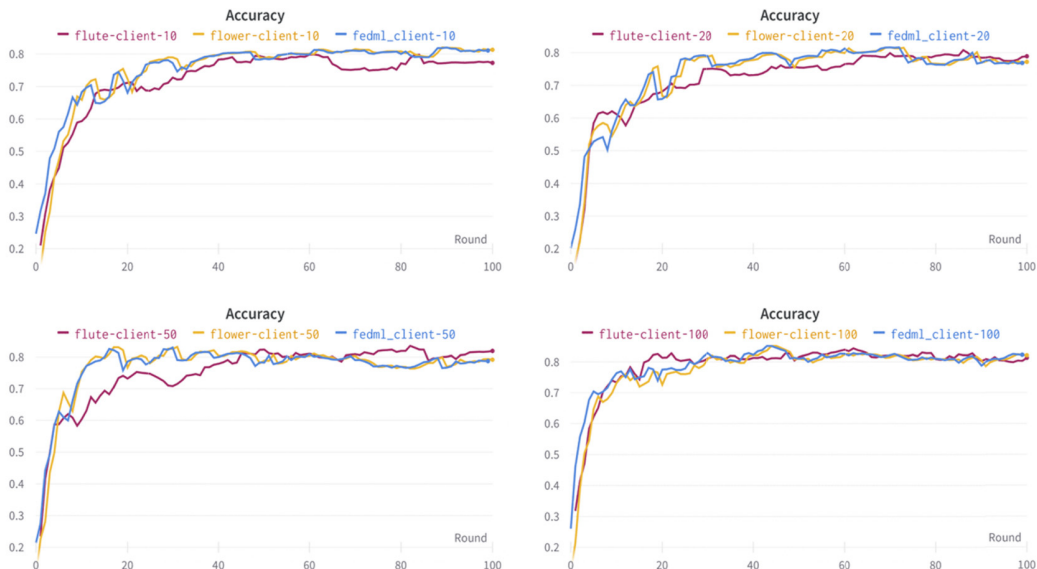 Accuracy
flute-client-10 flower-client-10 fedml_client-10
0.8
0.7
0.6
0.5
0.4
0.3
0.2
Round
0 20 40 60 80 100
Accuracy
flute-client-20 flower-client-20 fedml_client-20
0.8
0.7
0.6
0.5
0.4
0.3
0.2
Round
0 20 40 60 80 100
Accuracy
flute-client-50 flower-client-50 fedml_client-50
0.8
0.7
0.6
0.5
0.4
0.3
0.2
Round
0 20 40 60 80 100
Accuracy
flute-client-100 flower-client-100 fedml_client-100
0.8
0.7
0.6
0.5
0.4
0.3
0.2
Round
0 20 40 60 80 100